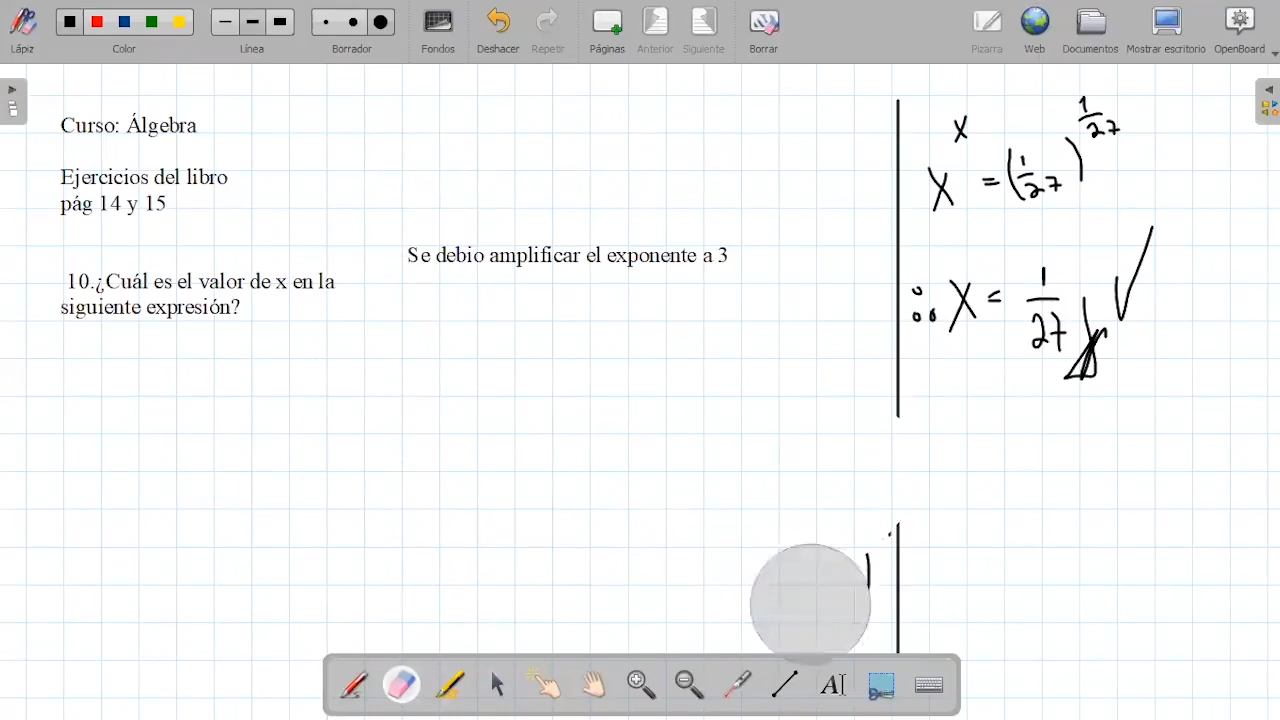 Lápiz
Color
Línea
Borrador
Fondos
Deshacer
Repetir
Páginas
Anterior
Siguiente
Borrar
Pizarra
Web
Documentos
Mostrar escritorio
OpenBoard
Curso: Álgebra
Ejercicios del libro
pág 14 y 15
Se debio amplificar el exponente a 3
10.¿Cuál es el valor de x en la
siguiente expresión?
x^x = (1/27)^(1/27)
∴ x = 1/27